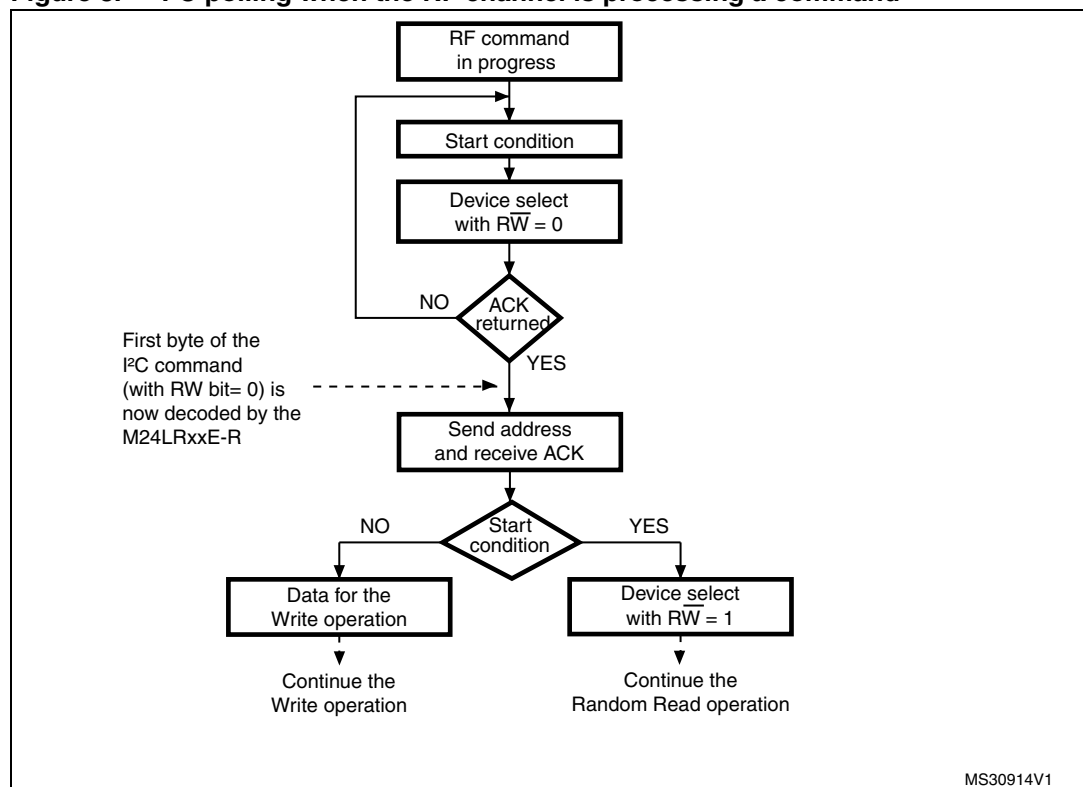 RF command
in progress
Start condition
Device select
with RW̅ = 0
NO
ACK
returned
YES
First byte of the
I²C command
(with RW bit= 0) is
now decoded by the
M24LRxxE-R
Send address
and receive ACK
NO
Start
condition
YES
Data for the
Write operation
Device select
with RW̅ = 1
Continue the
Write operation
Continue the
Random Read operation
MS30914V1